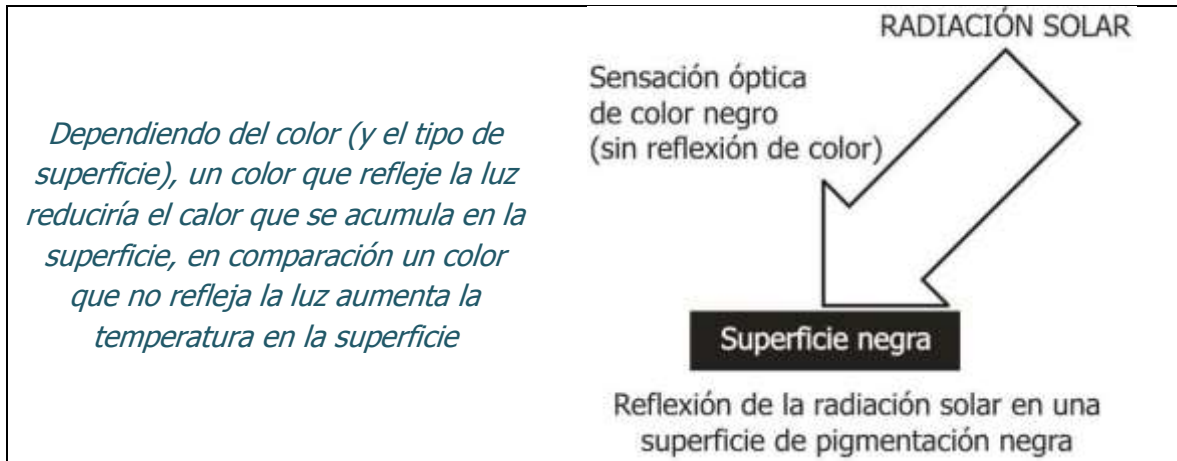 Dependiendo del color (y el tipo de
superficie), un color que refleje la luz
reduciría el calor que se acumula en la
superficie, en comparación un color
que no refleja la luz aumenta la
temperatura en la superficie
RADIACIÓN SOLAR
Sensación óptica
de color negro
(sin reflexión de color)
Superficie negra
Reflexión de la radiación solar en una
superficie de pigmentación negra